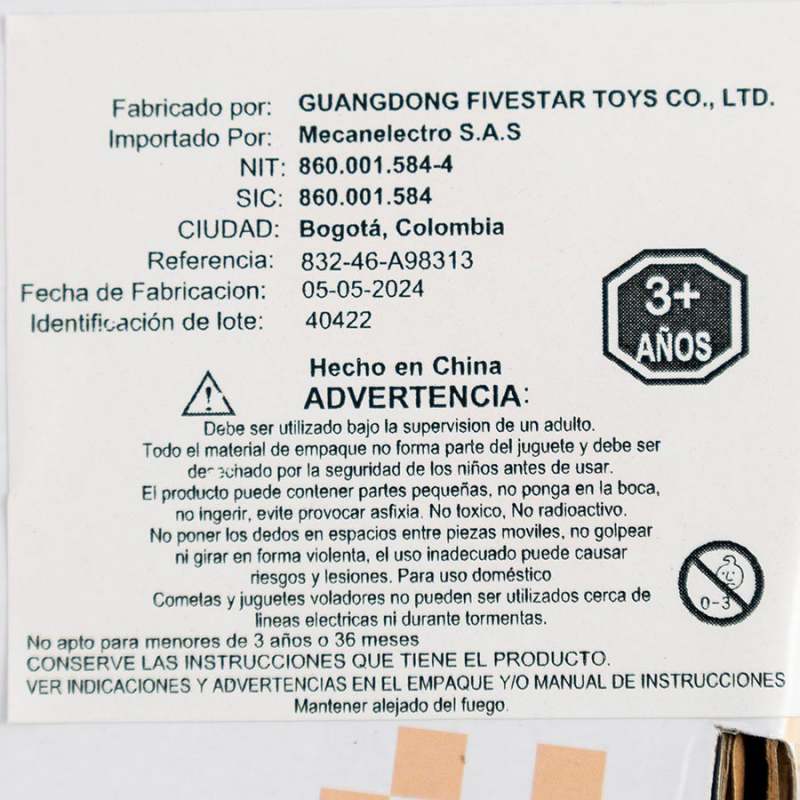 Fabricado por: GUANGDONG FIVESTAR TOYS CO., LTD.
Importado Por: Mecanelectro S.A.S
NIT: 860.001.584-4
SIC: 860.001.584
CIUDAD: Bogotá, Colombia
Referencia: 832-46-A98313
Fecha de Fabricacion: 05-05-2024
Identificación de lote: 40422
3+
AÑOS
Hecho en China
ADVERTENCIA:
Debe ser utilizado bajo la supervision de un adulto.
Todo el material de empaque no forma parte del juguete y debe ser
desechado por la seguridad de los niños antes de usar.
El producto puede contener partes pequeñas, no ponga en la boca,
no ingerir, evite provocar asfixia. No toxico, No radioactivo.
No poner los dedos en espacios entre piezas moviles, no golpear
ni girar en forma violenta, el uso inadecuado puede causar
riesgos y lesiones. Para uso doméstico
0-3
Cometas y juguetes voladores no pueden ser utilizados cerca de
lineas electricas ni durante tormentas.
No apto para menores de 3 años o 36 meses
CONSERVE LAS INSTRUCCIONES QUE TIENE EL PRODUCTO.
VER INDICACIONES Y ADVERTENCIAS EN EL EMPAQUE Y/O MANUAL DE INSTRUCCIONES
Mantener alejado del fuego.